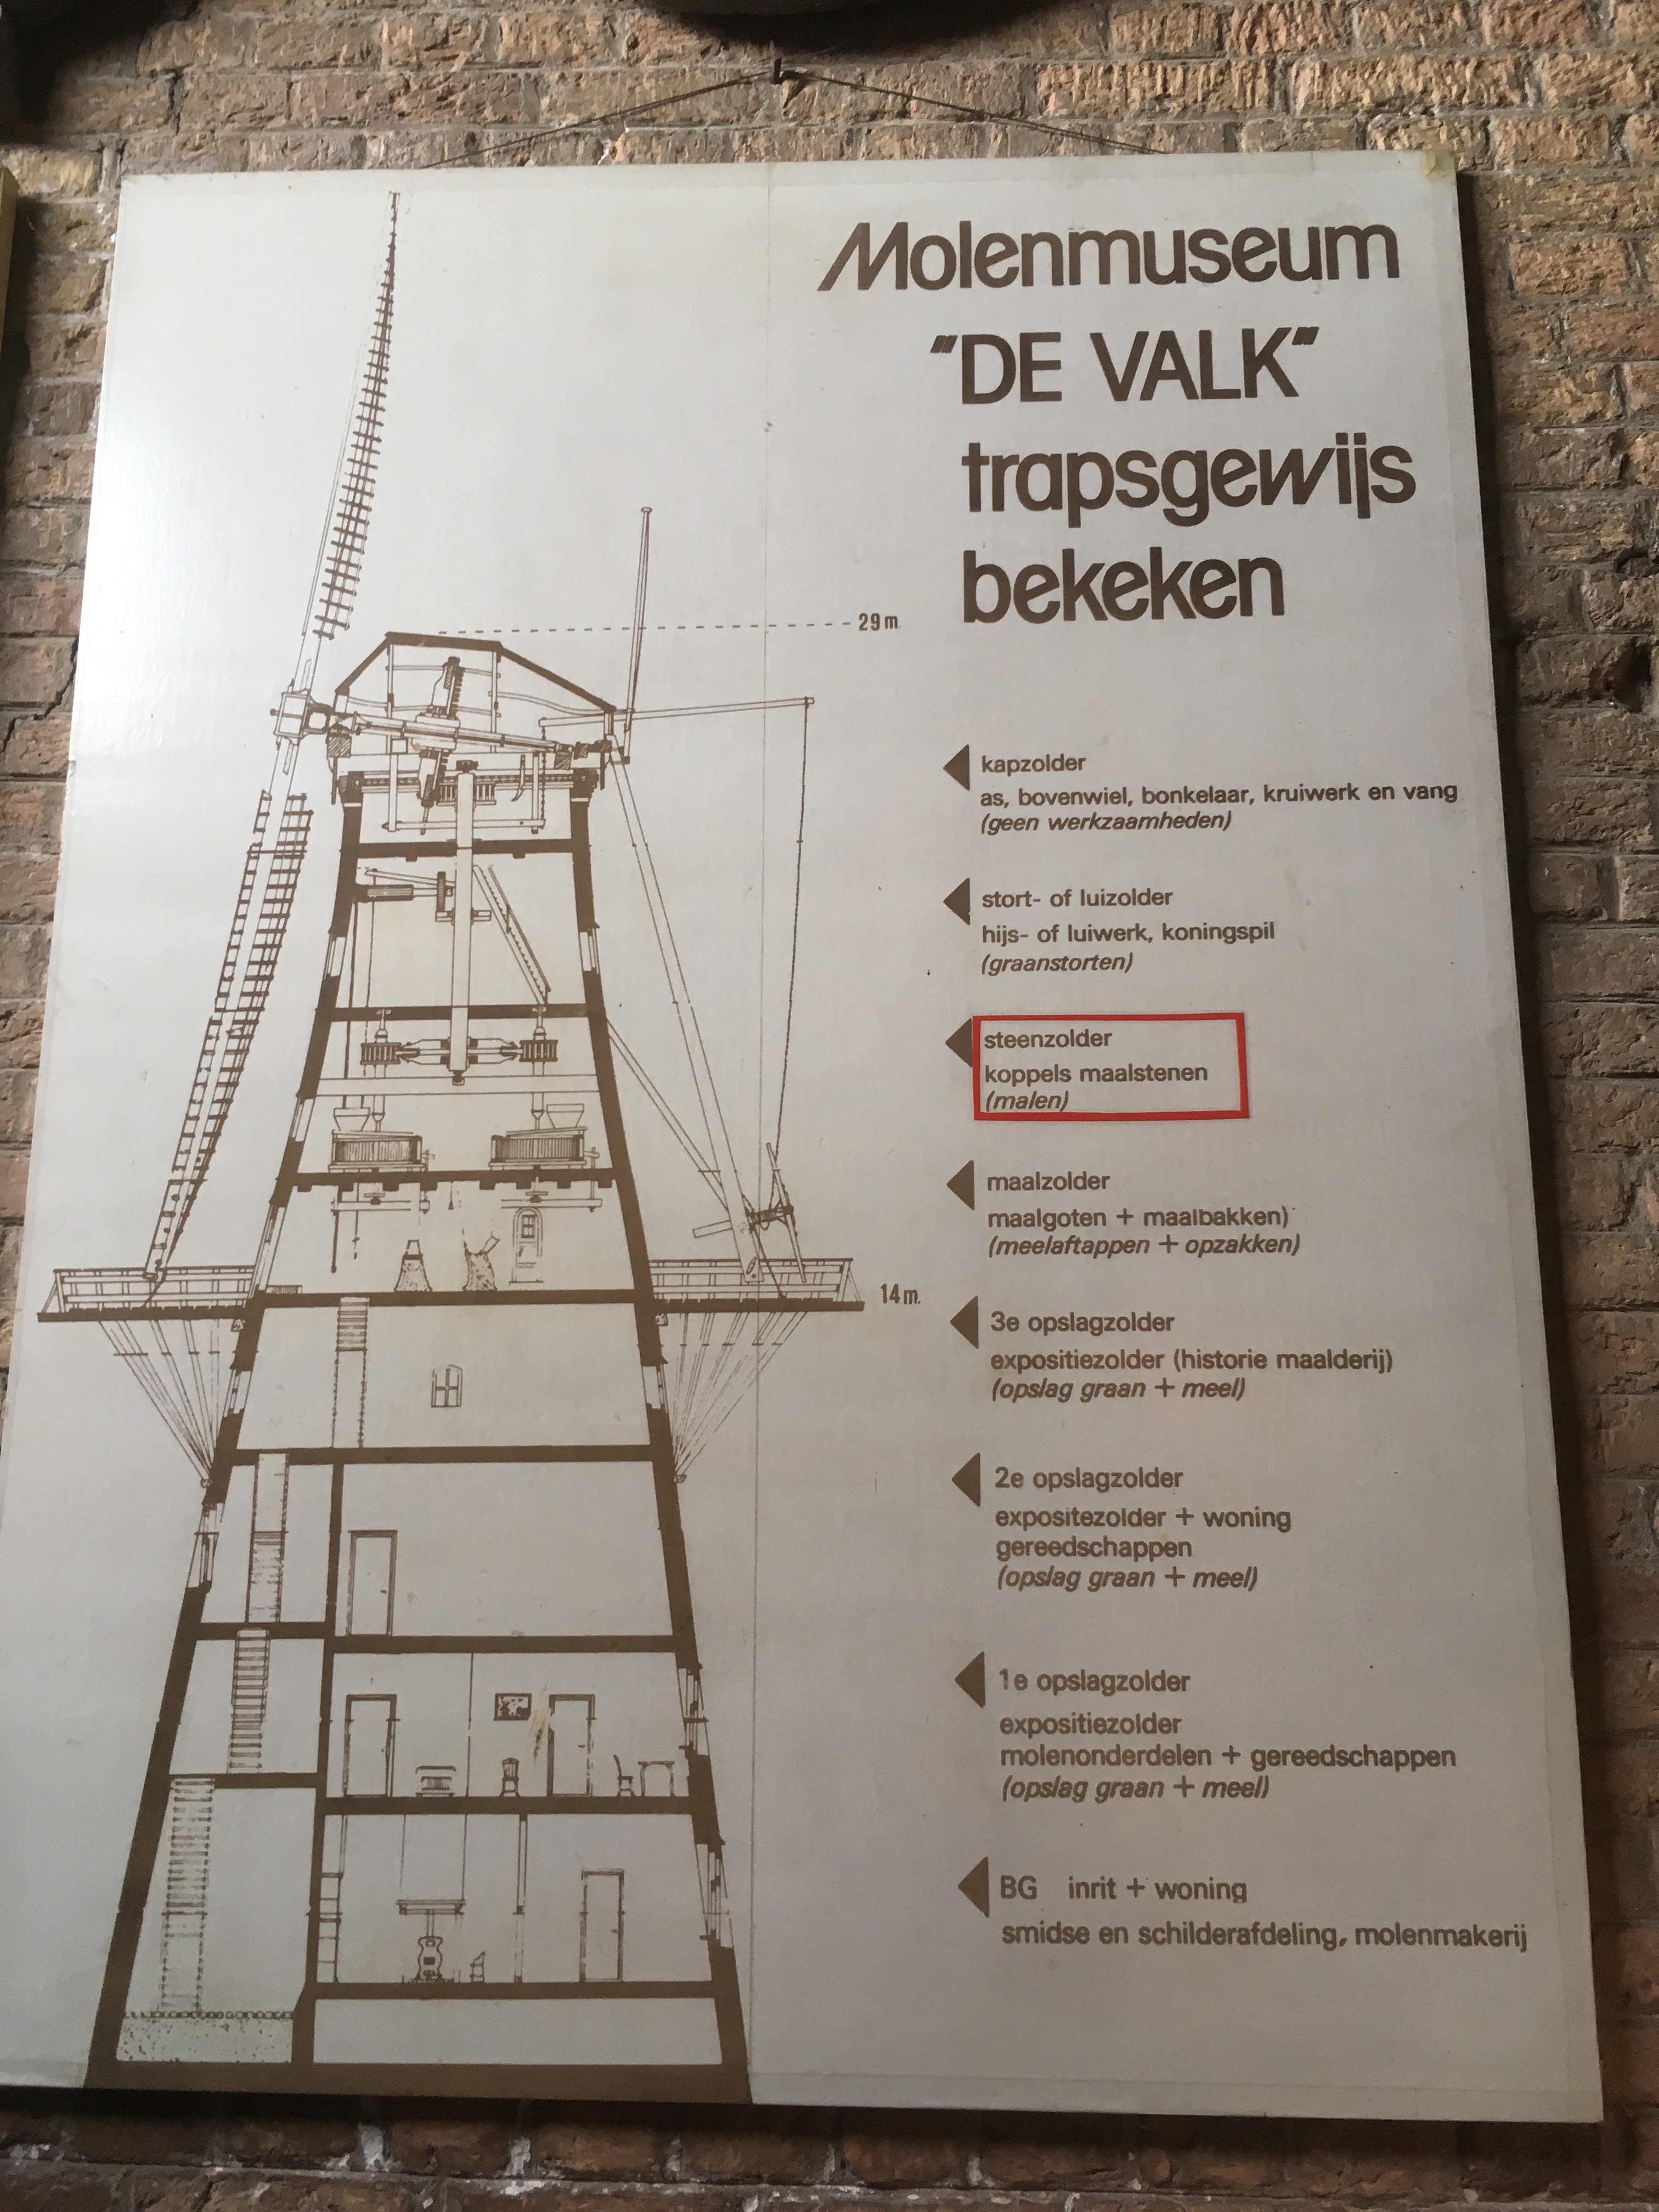 Molenmuseum
"DE VALK"
trapsgewijs
bekeken
29m.
kapzolder
as, bovenwiel, bonkelaar, kruiwerk en vang
(geen werkzaamheden)
stort- of luizolder
hijs- of luiwerk, koningspil
(graanstorten)
steenzolder
koppels maalstenen
(malen)
maalzolder
maalgoten + maalbakken)
(meelaftappen + opzakken)
14m.
3e opslagzolder
expositiezolder (historie maalderij)
(opslag graan + meel)
2e opslagzolder
expositezolder + woning
gereedschappen
(opslag graan + meel)
1e opslagzolder
expositiezolder
molenonderdelen + gereedschappen
(opslag graan + meel)
BG inrit + woning
smidse en schilderafdeling, molenmakerij